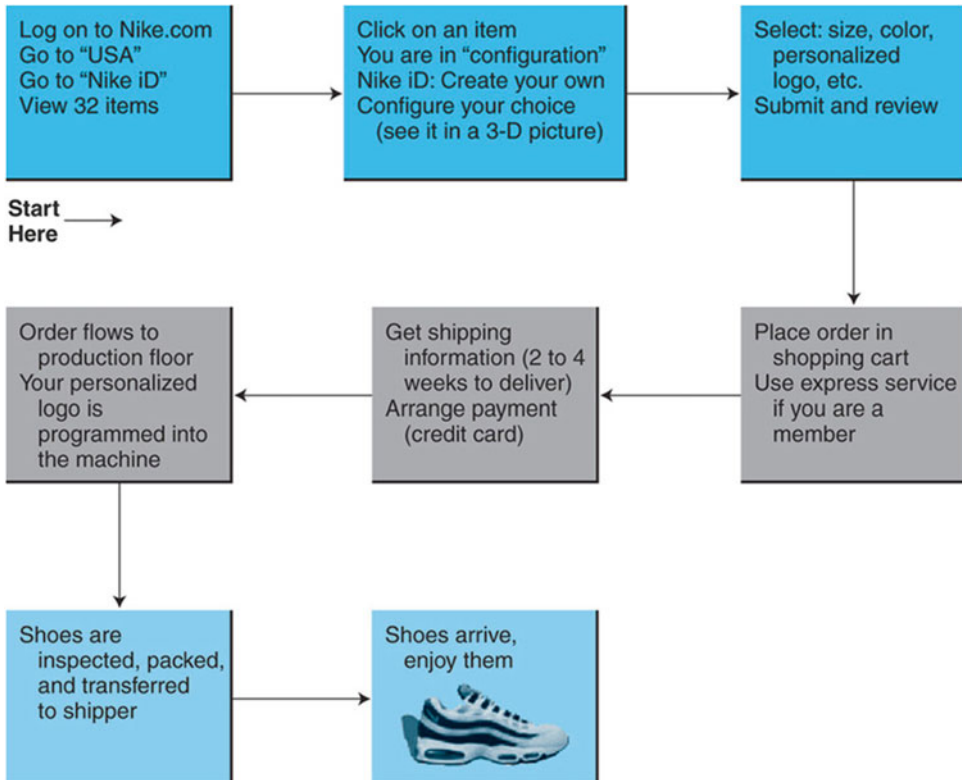 Log on to Nike.com
Go to “USA”
Go to “Nike iD”
View 32 items
Click on an item
You are in “configuration”
Nike iD: Create your own
Configure your choice
(see it in a 3-D picture)
Select: size, color,
personalized
logo, etc.
Submit and review
Start
Here
Place order in
shopping cart
Use express service
if you are a
member
Get shipping
information (2 to 4
weeks to deliver)
Arrange payment
(credit card)
Order flows to
production floor
Your personalized
logo is
programmed into
the machine
Shoes are
inspected, packed,
and transferred
to shipper
Shoes arrive,
enjoy them